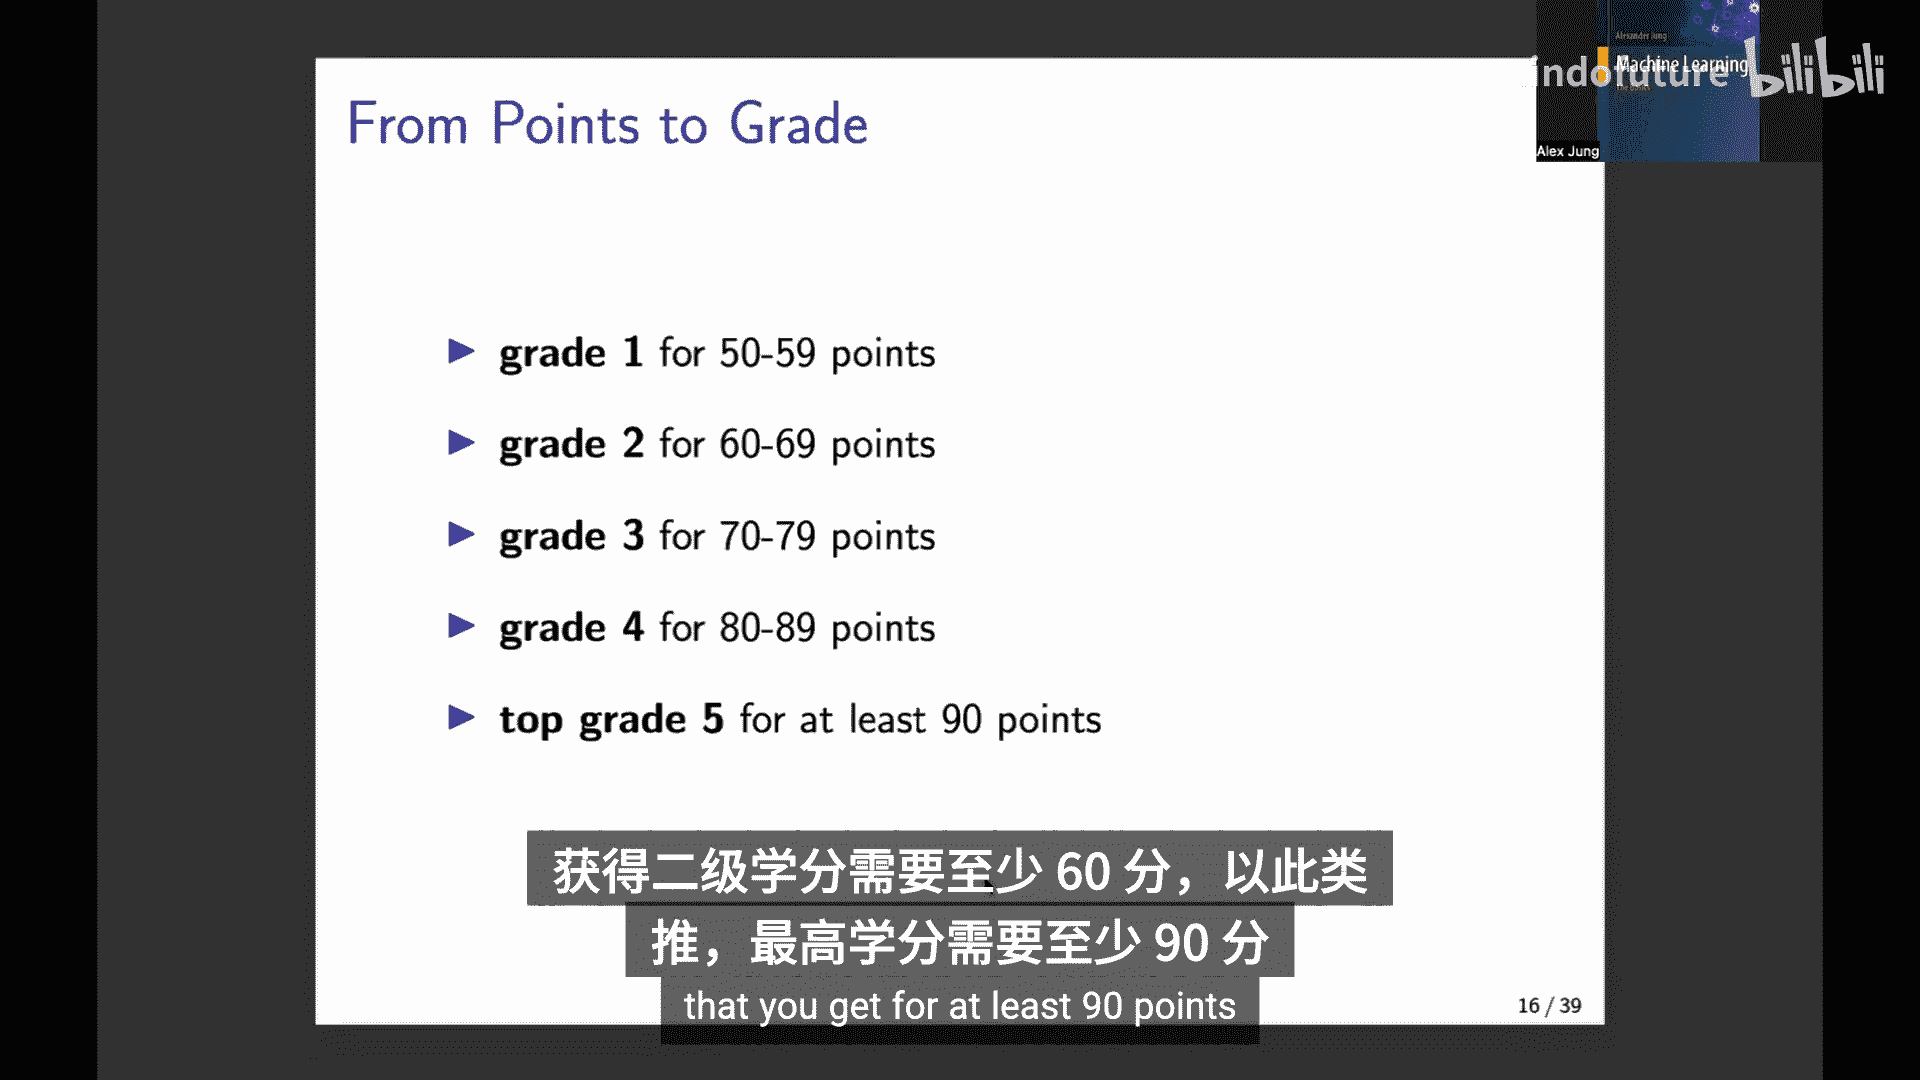 Alexander Jung
Machine Learning
indofuture bilibili
Alex Jung
From Points to Grade
grade 1 for 50-59 points
grade 2 for 60-69 points
grade 3 for 70-79 points
grade 4 for 80-89 points
top grade 5 for at least 90 points
获得二级学分需要至少 60 分，以此类
推，最高学分需要至少 90 分
that you get for at least 90 points
16 / 39